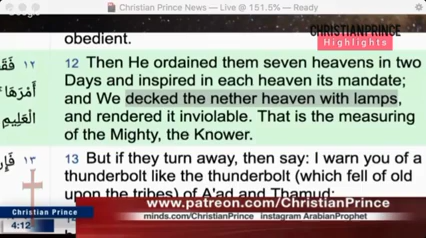 Christian Prince News — Live @ 151.5% — Ready
CHRISTIANPRINCE
Highlights
obedient.
12 Then He ordained them seven heavens in two
Days and inspired in each heaven its mandate;
and We decked the nether heaven with lamps,
and rendered it inviolable. That is the measuring
of the Mighty, the Knower.
١٢
أَمْرَهَا
الْعَلِيمِ
13 But if they turn away, then say: I warn you of a
thunderbolt like the thunderbolt (which fell of old
upon the tribes) of A'ad and Thamud;
١٣
Christian Prince
4:12
www.patreon.com/ChristianPrince
minds.com/ChristianPrince instagram ArabianProphet